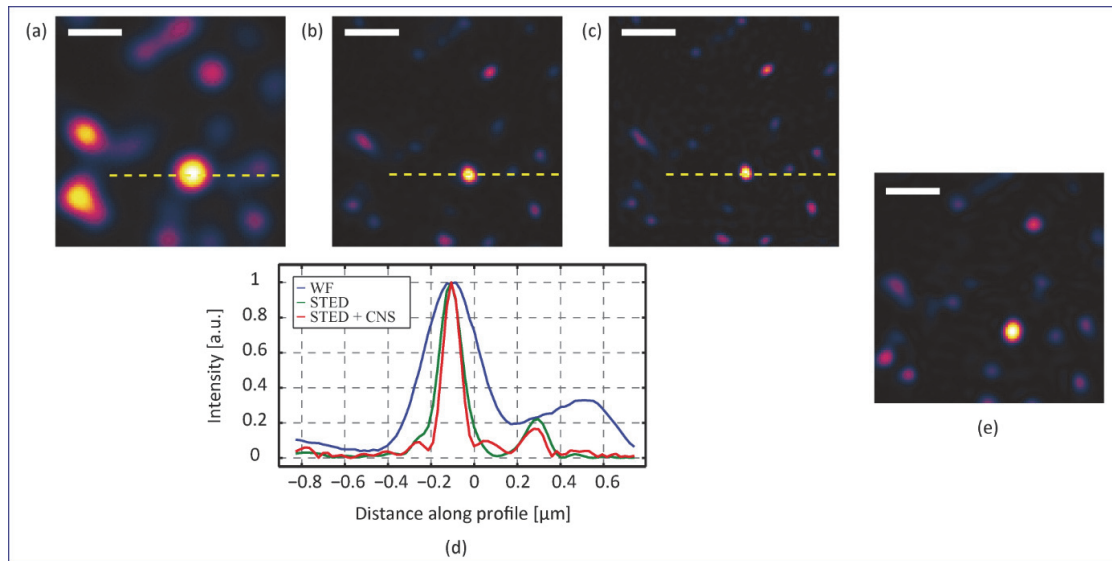 (a)
(b)
(c)
1
0.8
0.6
0.4
0.2
0
Intensity [a.u.]
WF
STED
STED + CNS
−0.8 −0.6 −0.4 −0.2 0 0.2 0.4 0.6
Distance along profile [μm]
(d)
(e)